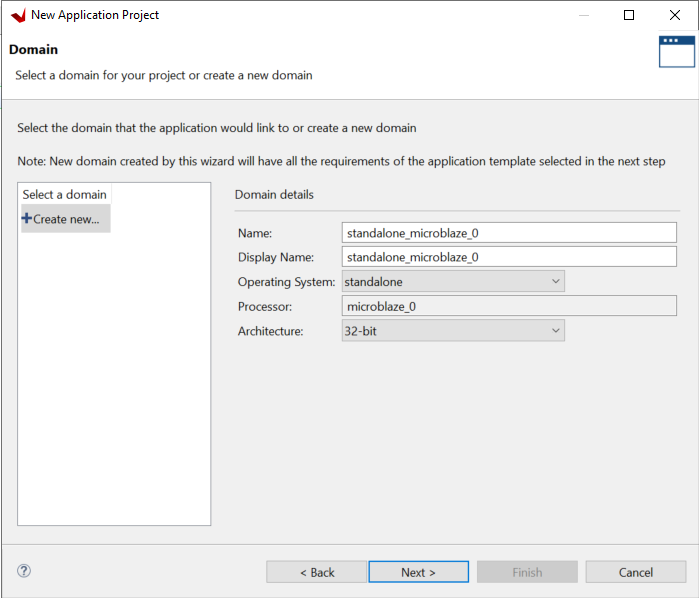 New Application Project
Domain
Select a domain for your project or create a new domain
Select the domain that the application would link to or create a new domain
Note: New domain created by this wizard will have all the requirements of the application template selected in the next step
Select a domain
Create new...
Domain details
Name: standalone_microblaze_0
Display Name: standalone_microblaze_0
Operating System: standalone
Processor: microblaze_0
Architecture: 32-bit
< Back Next > Finish Cancel